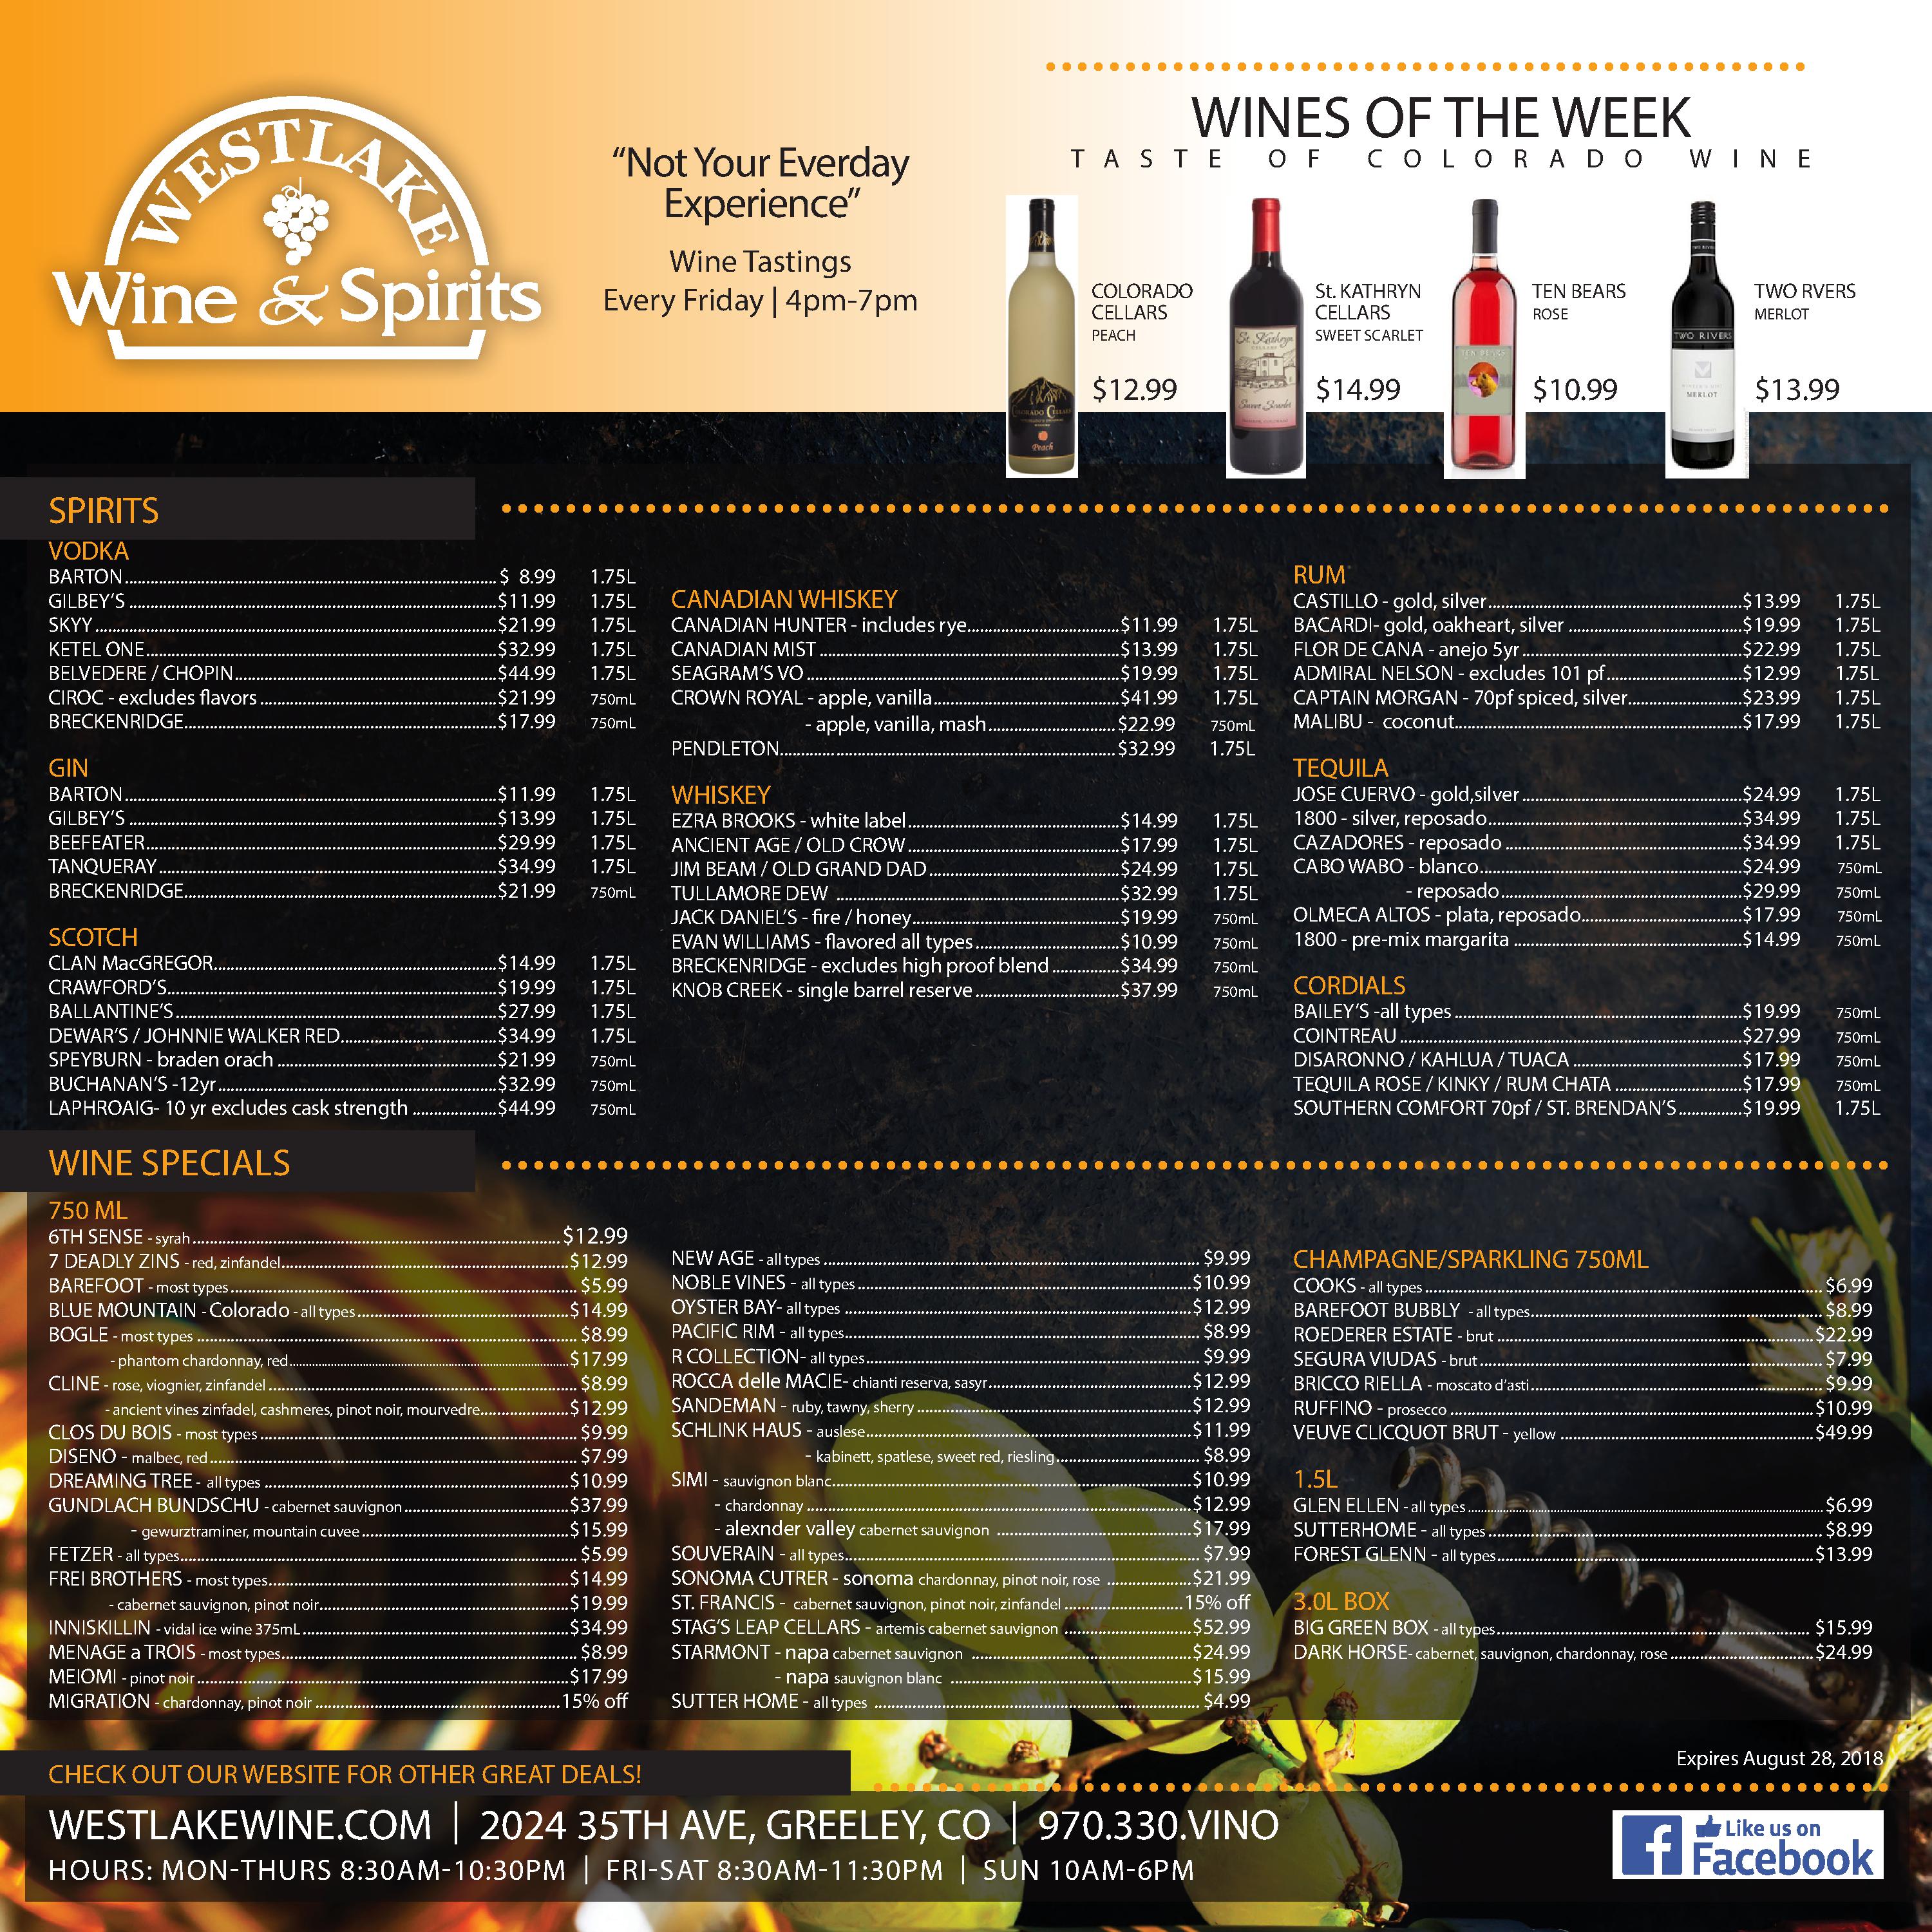 WESTLAKE
Wine & Spirits
“Not Your Everday
Experience”
Wine Tastings
Every Friday | 4pm-7pm
WINES OF THE WEEK
TASTE OF COLORADO WINE
COLORADO
CELLARS
PEACH
$12.99
St. KATHRYN
CELLARS
SWEET SCARLET
$14.99
TEN BEARS
ROSE
$10.99
TWO RVERS
MERLOT
$13.99
COLORADO CELLARS
Peach
St. Kathryn
CELLARS
Sweet Scarlet
TEN BEARS
TWO RIVERS
MERLOT
SPIRITS
VODKA
BARTON $ 8.99 1.75L
GILBEY'S $11.99 1.75L
SKYY $21.99 1.75L
KETEL ONE $32.99 1.75L
BELVEDERE / CHOPIN $44.99 1.75L
CIROC - excludes flavors $21.99 750mL
BRECKENRIDGE $17.99 750mL
GIN
BARTON $11.99 1.75L
GILBEY'S $13.99 1.75L
BEEFEATER $29.99 1.75L
TANQUERAY $34.99 1.75L
BRECKENRIDGE $21.99 750mL
SCOTCH
CLAN MacGREGOR $14.99 1.75L
CRAWFORD'S $19.99 1.75L
BALLANTINE'S $27.99 1.75L
DEWAR'S / JOHNNIE WALKER RED $34.99 1.75L
SPEYBURN - braden orach $21.99 750mL
BUCHANAN'S -12yr $32.99 750mL
LAPHROAIG- 10 yr excludes cask strength $44.99 750mL
CANADIAN WHISKEY
CANADIAN HUNTER - includes rye $11.99 1.75L
CANADIAN MIST $13.99 1.75L
SEAGRAM'S VO $19.99 1.75L
CROWN ROYAL - apple, vanilla $41.99 1.75L
- apple, vanilla, mash $22.99 750mL
PENDLETON $32.99 1.75L
WHISKEY
EZRA BROOKS - white label $14.99 1.75L
ANCIENT AGE / OLD CROW $17.99 1.75L
JIM BEAM / OLD GRAND DAD $24.99 1.75L
TULLAMORE DEW $32.99 1.75L
JACK DANIEL'S - fire / honey $19.99 750mL
EVAN WILLIAMS - flavored all types $10.99 750mL
BRECKENRIDGE - excludes high proof blend $34.99 750mL
KNOB CREEK - single barrel reserve $37.99 750mL
RUM
CASTILLO - gold, silver $13.99 1.75L
BACARDI- gold, oakheart, silver $19.99 1.75L
FLOR DE CANA - anejo 5yr $22.99 1.75L
ADMIRAL NELSON - excludes 101 pf $12.99 1.75L
CAPTAIN MORGAN - 70pf spiced, silver $23.99 1.75L
MALIBU - coconut $17.99 1.75L
TEQUILA
JOSE CUERVO - gold,silver $24.99 1.75L
1800 - silver, reposado $34.99 1.75L
CAZADORES - reposado $34.99 1.75L
CABO WABO - blanco $24.99 750mL
- reposado $29.99 750mL
OLMECA ALTOS - plata, reposado $17.99 750mL
1800 - pre-mix margarita $14.99 750mL
CORDIALS
BAILEY'S -all types $19.99 750mL
COINTREAU $27.99 750mL
DISARONNO / KAHLUA / TUACA $17.99 750mL
TEQUILA ROSE / KINKY / RUM CHATA $17.99 750mL
SOUTHERN COMFORT 70pf / ST. BRENDAN'S $19.99 1.75L
WINE SPECIALS
750 ML
6TH SENSE - syrah $12.99
7 DEADLY ZINS - red, zinfandel $12.99
BAREFOOT - most types $5.99
BLUE MOUNTAIN - Colorado - all types $14.99
BOGLE - most types $8.99
- phantom chardonnay, red $17.99
CLINE - rose, viognier, zinfandel $8.99
- ancient vines zinfadel, cashmeres, pinot noir, mourvedre $12.99
CLOS DU BOIS - most types $9.99
DISENO - malbec, red $7.99
DREAMING TREE - all types $10.99
GUNDLACH BUNDSCHU - cabernet sauvignon $37.99
- gewurztraminer, mountain cuvee $15.99
FETZER - all types $5.99
FREI BROTHERS - most types $14.99
- cabernet sauvignon, pinot noir $19.99
INNISKILLIN - vidal ice wine 375mL $34.99
MENAGE a TROIS - most types $8.99
MEIOMI - pinot noir $17.99
MIGRATION - chardonnay, pinot noir 15% off
NEW AGE - all types $9.99
NOBLE VINES - all types $10.99
OYSTER BAY- all types $12.99
PACIFIC RIM - all types $8.99
R COLLECTION- all types $9.99
ROCCA delle MACIE- chianti reserva, sasyr $12.99
SANDEMAN - ruby, tawny, sherry $12.99
SCHLINK HAUS - auslese $11.99
- kabinett, spatlese, sweet red, riesling $8.99
SIMI - sauvignon blanc $10.99
- chardonnay $12.99
- alexnder valley cabernet sauvignon $17.99
SOUVERAIN - all types $7.99
SONOMA CUTRER - sonoma chardonnay, pinot noir, rose $21.99
ST. FRANCIS - cabernet sauvignon, pinot noir, zinfandel 15% off
STAG'S LEAP CELLARS - artemis cabernet sauvignon $52.99
STARMONT - napa cabernet sauvignon $24.99
- napa sauvignon blanc $15.99
SUTTER HOME - all types $4.99
CHAMPAGNE/SPARKLING 750ML
COOKS - all types $6.99
BAREFOOT BUBBLY - all types $8.99
ROEDERER ESTATE - brut $22.99
SEGURA VIUDAS - brut $7.99
BRICCO RIELLA - moscato d'asti $9.99
RUFFINO - prosecco $10.99
VEUVE CLICQUOT BRUT - yellow $49.99
1.5L
GLEN ELLEN - all types $6.99
SUTTERHOME - all types $8.99
FOREST GLENN - all types $13.99
3.0L BOX
BIG GREEN BOX - all types $15.99
DARK HORSE- cabernet, sauvignon, chardonnay, rose $24.99
Expires August 28, 2018
CHECK OUT OUR WEBSITE FOR OTHER GREAT DEALS!
WESTLAKEWINE.COM | 2024 35TH AVE, GREELEY, CO | 970.330.VINO
HOURS: MON-THURS 8:30AM-10:30PM | FRI-SAT 8:30AM-11:30PM | SUN 10AM-6PM
f Like us on
Facebook